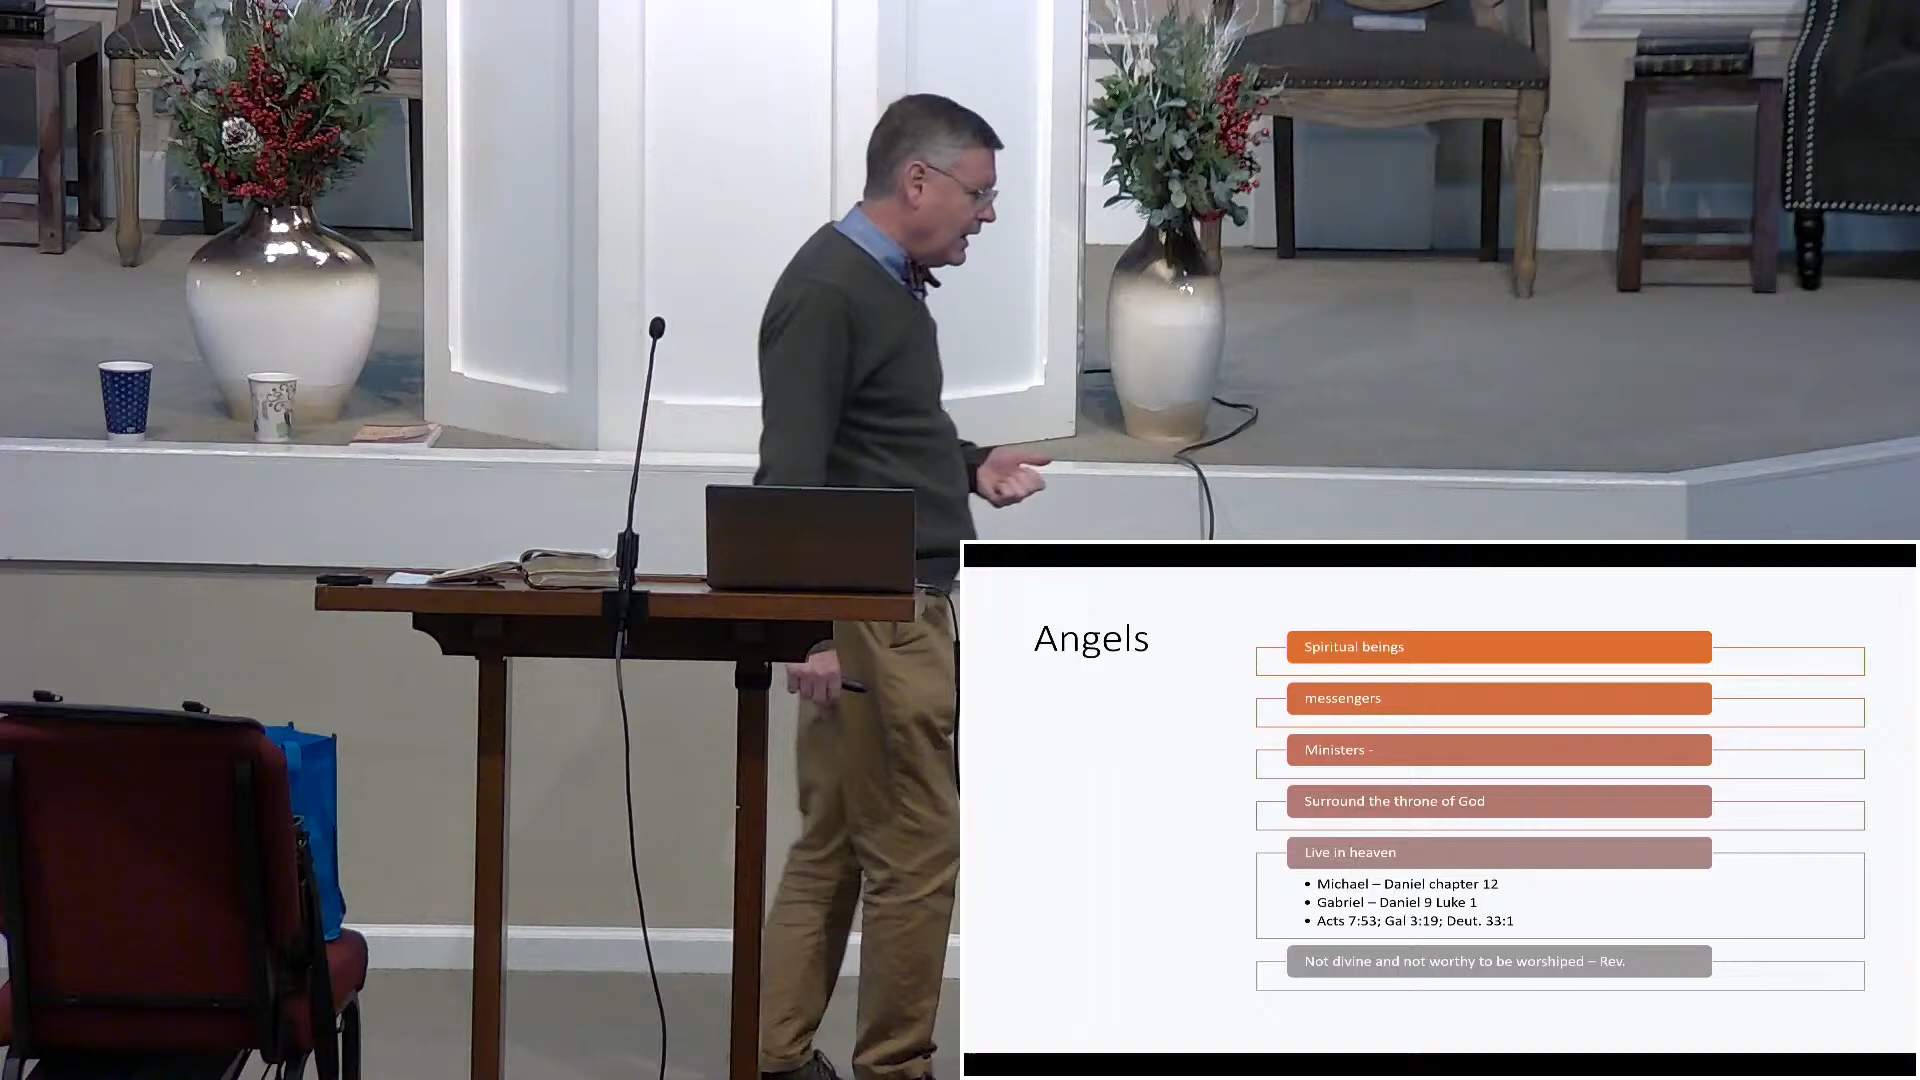 Angels
Spiritual beings
messengers
Ministers -
Surround the throne of God
Live in heaven
• Michael – Daniel chapter 12
• Gabriel – Daniel 9 Luke 1
• Acts 7:53; Gal 3:19; Deut. 33:1
Not divine and not worthy to be worshiped – Rev.